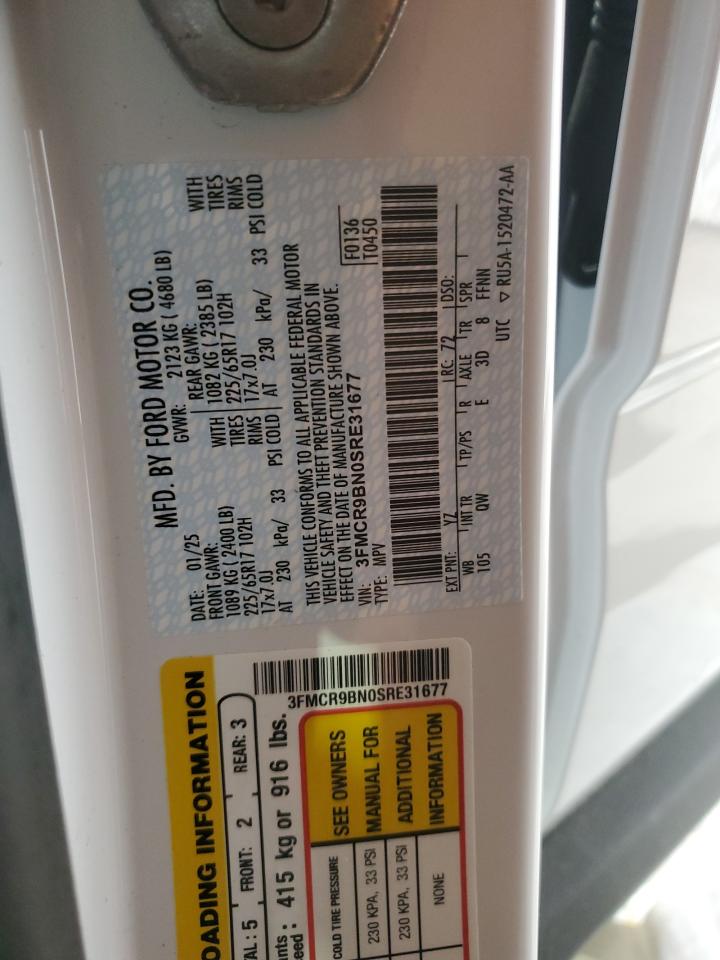 MFD. BY FORD MOTOR CO.
DATE: 01/25 GVWR: 2123 KG ( 4680 LB)
FRONT GAWR: REAR GAWR:
1089 KG ( 2400 LB) WITH 1082 KG ( 2385 LB) WITH
225/65R17 102H TIRES 225/65R17 102H TIRES
17x7.0J RIMS 17x7.0J RIMS
AT 230 kPa/ 33 PSI COLD AT 230 kPa/ 33 PSI COLD
THIS VEHICLE CONFORMS TO ALL APPLICABLE FEDERAL MOTOR
VEHICLE SAFETY AND THEFT PREVENTION STANDARDS IN
EFFECT ON THE DATE OF MANUFACTURE SHOWN ABOVE.
VIN: 3FMCR9BN0SRE31677 F0136
TYPE: MPV T0450
EXT PNT: YZ RC: 72 DSO:
WB INT TR TP/PS R AXLE TR SPR
105 QW E 3D 8 FFNN
UTC ▽ RU5A-1520472-AA
OADING INFORMATION
AL : 5 FRONT: 2 REAR: 3
ants :
eed : 415 kg or 916 lbs.
3FMCR9BN0SRE31677
COLD TIRE PRESSURE
230 KPA, 33 PSI
230 KPA, 33 PSI
NONE
SEE OWNERS
MANUAL FOR
ADDITIONAL
INFORMATION